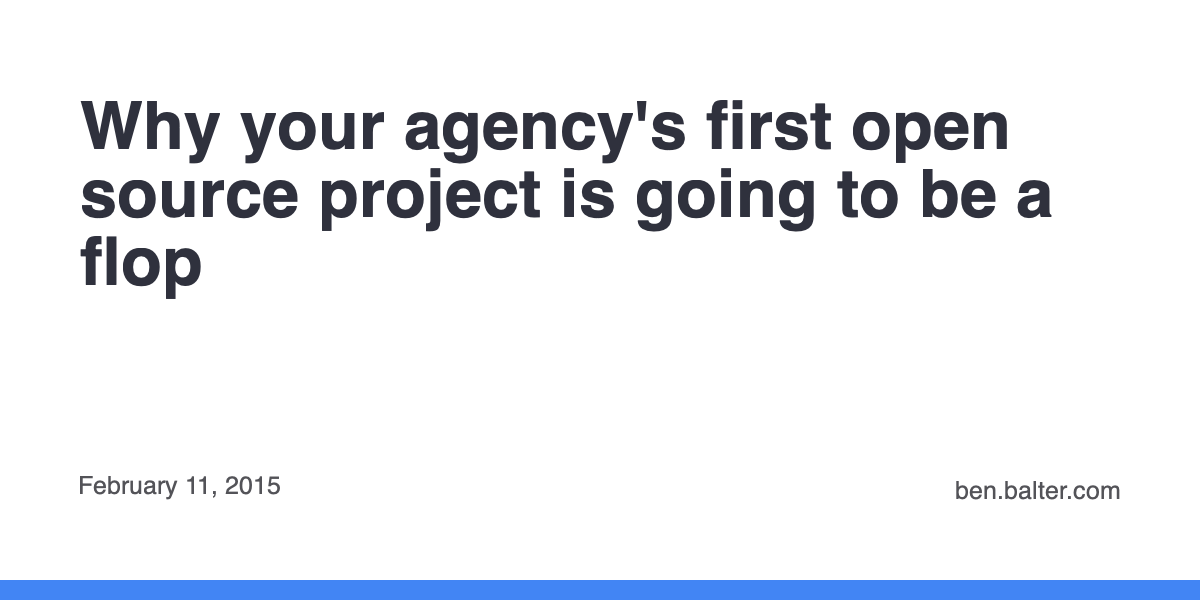 Why your agency's first open
source project is going to be a
flop
February 11, 2015
ben.balter.com